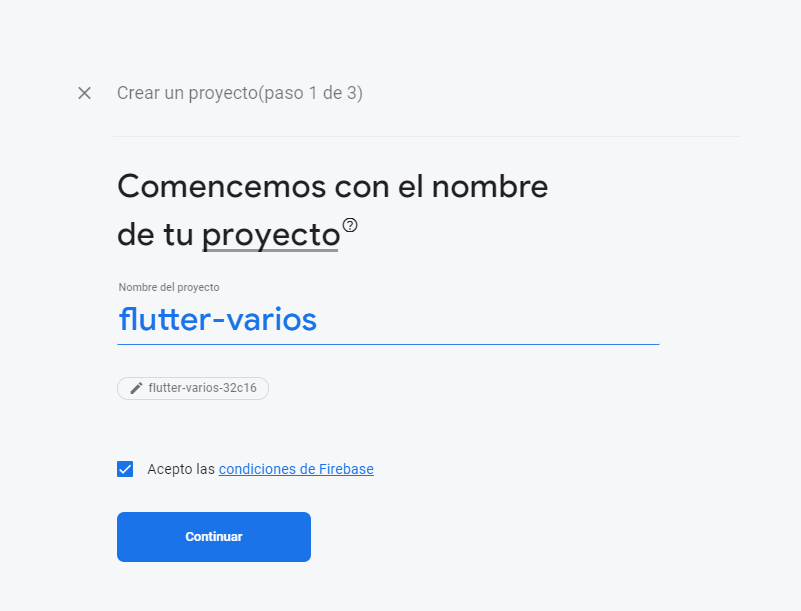 Crear un proyecto(paso 1 de 3)
Comencemos con el nombre
de tu proyecto
Nombre del proyecto
flutter-varios
flutter-varios-32c16
Acepto las condiciones de Firebase
Continuar